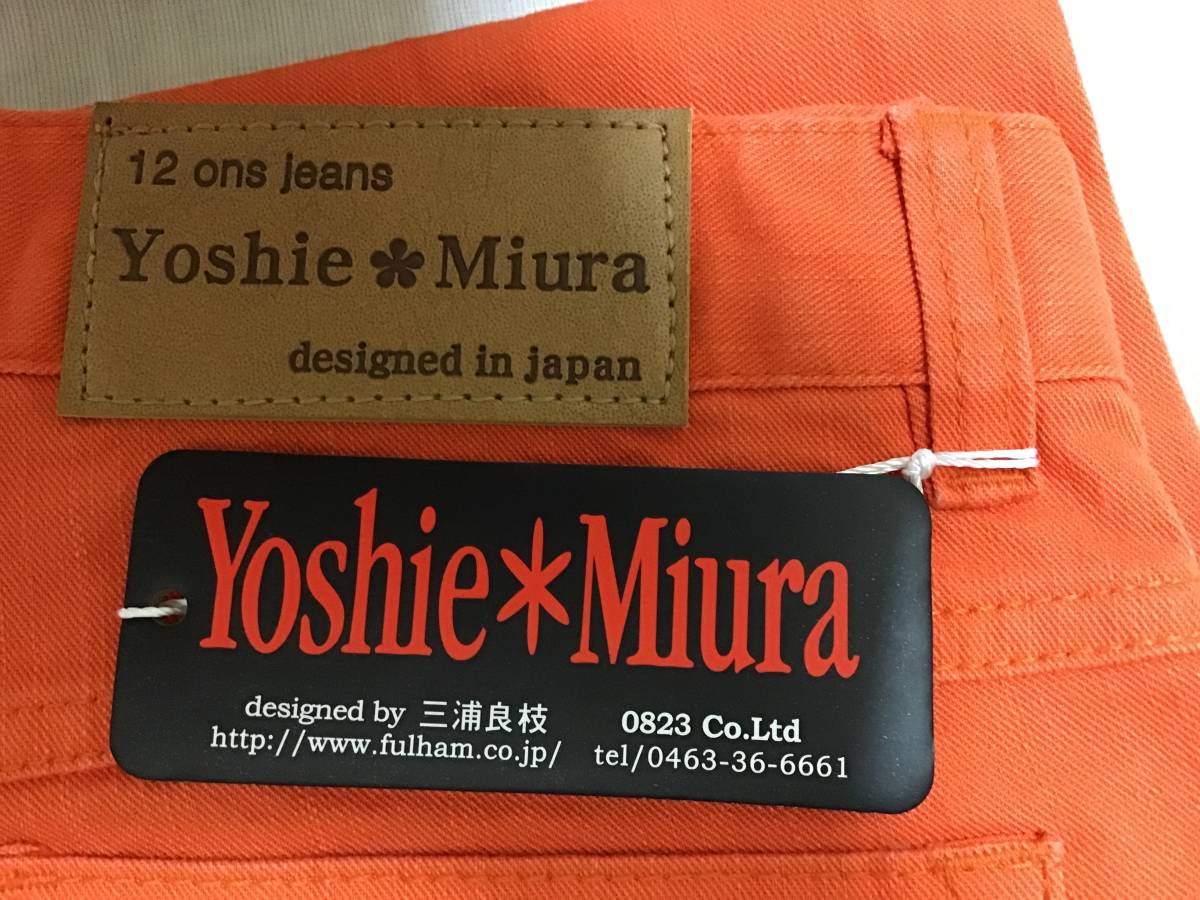 12 ons jeans
Yoshie✽Miura
designed in japan
Yoshie*Miura
designed by 三浦良枝
http://www.fulham.co.jp/
0823 Co.Ltd
tel/0463-36-6661